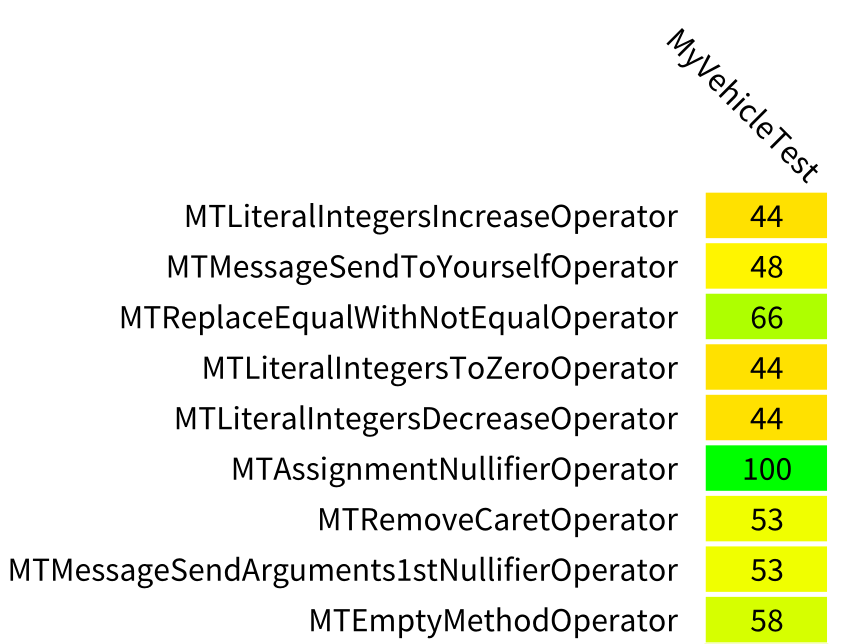 MyVehicleTest
MTLiteralIntegersIncreaseOperator 44
MTMessageSendToYourselfOperator 48
MTReplaceEqualWithNotEqualOperator 66
MTLiteralIntegersToZeroOperator 44
MTLiteralIntegersDecreaseOperator 44
MTAssignmentNullifierOperator 100
MTRemoveCaretOperator 53
MTMessageSendArguments1stNullifierOperator 53
MTEmptyMethodOperator 58